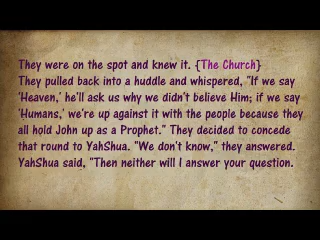 They were on the spot and knew it. {The Church}
They pulled back into a huddle and whispered, "If we say
'Heaven,' he'll ask us why we didn't believe Him; if we say
'Humans,' we're up against it with the people because they
all hold John up as a Prophet." They decided to concede
that round to YahShua. "We don't know," they answered.
YahShua said, "Then neither will I answer your question.